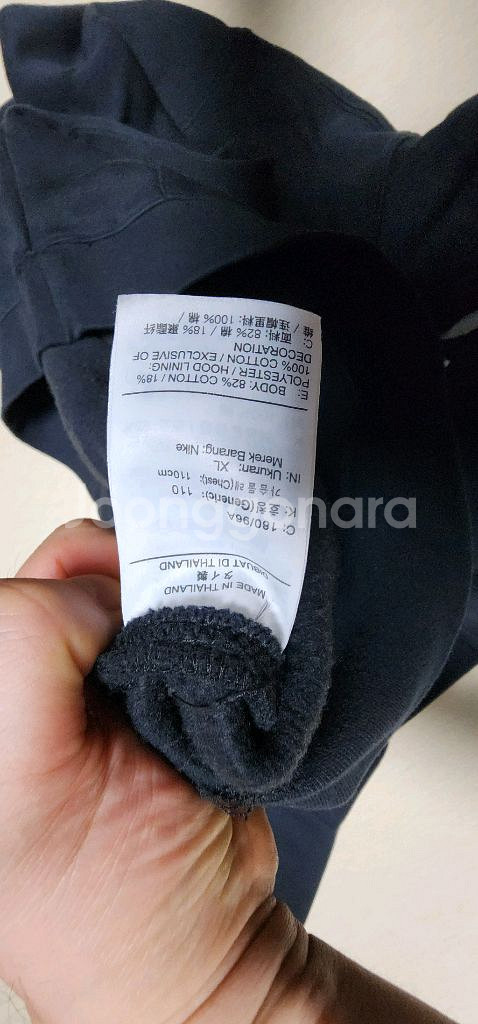 MADE IN THAILAND
タイ製
DIBUAT DI THAILAND
C: 180/96A
K: 호칭(Generic): 110
가슴둘레(Chest): 110cm
IN: Ukuran: XL
Merek Barang: Nike
E: BODY: 82% COTTON / 18%
POLYESTER / HOOD LINING:
100% COTTON / EXCLUSIVE OF
DECORATION
C: 面料: 82% 棉 / 18% 聚酯纤
维 / 连帽里料: 100% 棉 /
joonggonara